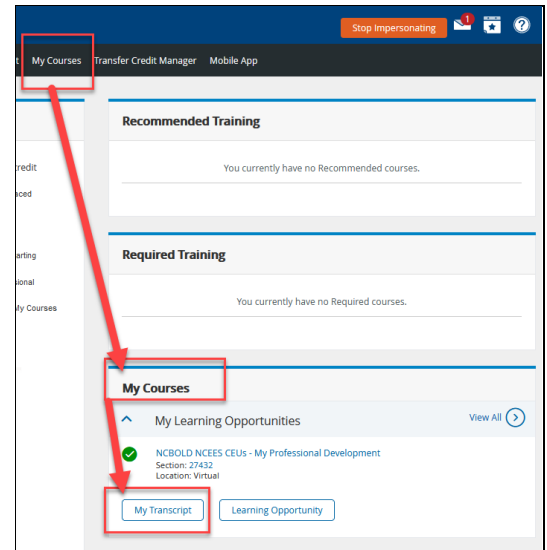 Stop Impersonating 1 ?
t My Courses Transfer Credit Manager Mobile App
Recommended Training
redit
You currently have no Recommended courses.
aced
arting
Required Training
sional
My Courses
You currently have no Required courses.
My Courses
My Learning Opportunities
View All
NCBOLD NCEES CEUs - My Professional Development
Section: 27432
Location: Virtual
My Transcript
Learning Opportunity